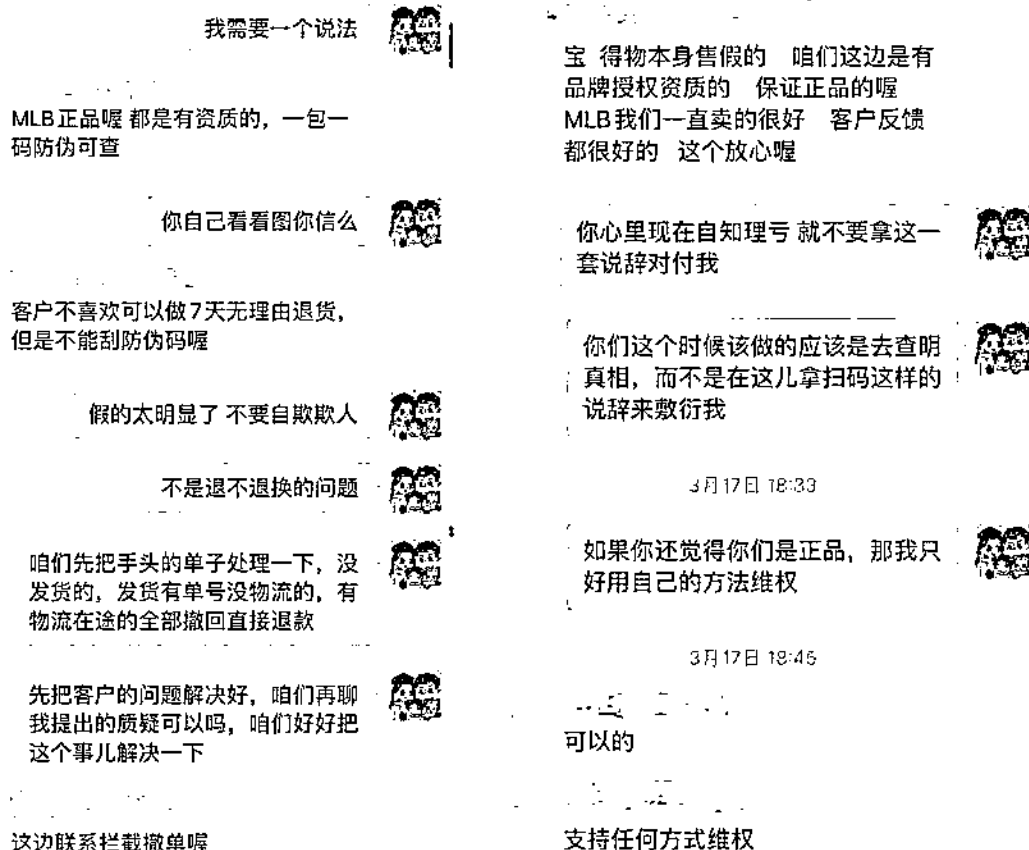 我需要一个说法
MLB正品喔 都是有资质的，一包一
码防伪可查
你自己看看图你信么
客户不喜欢可以做7天无理由退货，
但是不能刮防伪码喔
假的太明显了 不要自欺欺人
不是退不退换的问题
咱们先把手头的单子处理一下，没
发货的，发货有单号没物流的，有
物流在途的全部撤回直接退款
先把客户的问题解决好，咱们再聊
我提出的质疑可以吗，咱们好好把
这个事儿解决一下
这边联系拦截撤单喔
宝 得物本身售假的 咱们这边是有
品牌授权资质的 保证正品的喔
MLB我们一直卖的很好 客户反馈
都很好的 这个放心喔
你心里现在自知理亏 就不要拿这一
套说辞对付我
你们这个时候该做的应该是去查明
真相，而不是在这儿拿扫码这样的
说辞来敷衍我
3月17日 18:33
如果你还觉得你们是正品，那我只
好用自己的方法维权
3月17日 18:45
可以的
支持任何方式维权